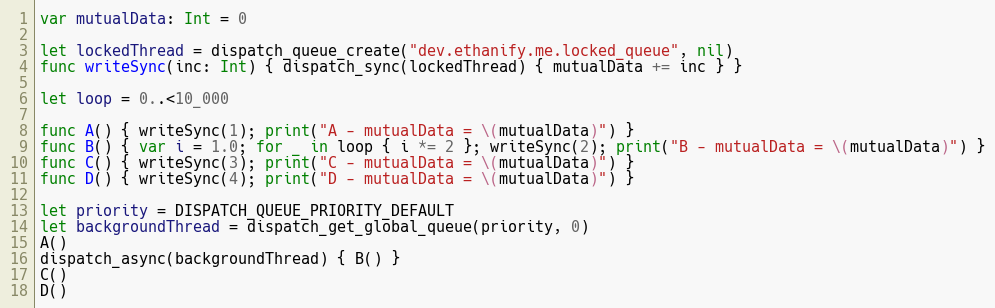 1 var mutualData: Int = 0
2
3 let lockedThread = dispatch_queue_create("dev.ethanify.me.locked_queue", nil)
4 func writeSync(inc: Int) { dispatch_sync(lockedThread) { mutualData += inc } }
5
6 let loop = 0..<10_000
7
8 func A() { writeSync(1); print("A - mutualData = \(mutualData)") }
9 func B() { var i = 1.0; for _ in loop { i *= 2 }; writeSync(2); print("B - mutualData = \(mutualData)") }
10 func C() { writeSync(3); print("C - mutualData = \(mutualData)") }
11 func D() { writeSync(4); print("D - mutualData = \(mutualData)") }
12
13 let priority = DISPATCH_QUEUE_PRIORITY_DEFAULT
14 let backgroundThread = dispatch_get_global_queue(priority, 0)
15 A()
16 dispatch_async(backgroundThread) { B() }
17 C()
18 D()